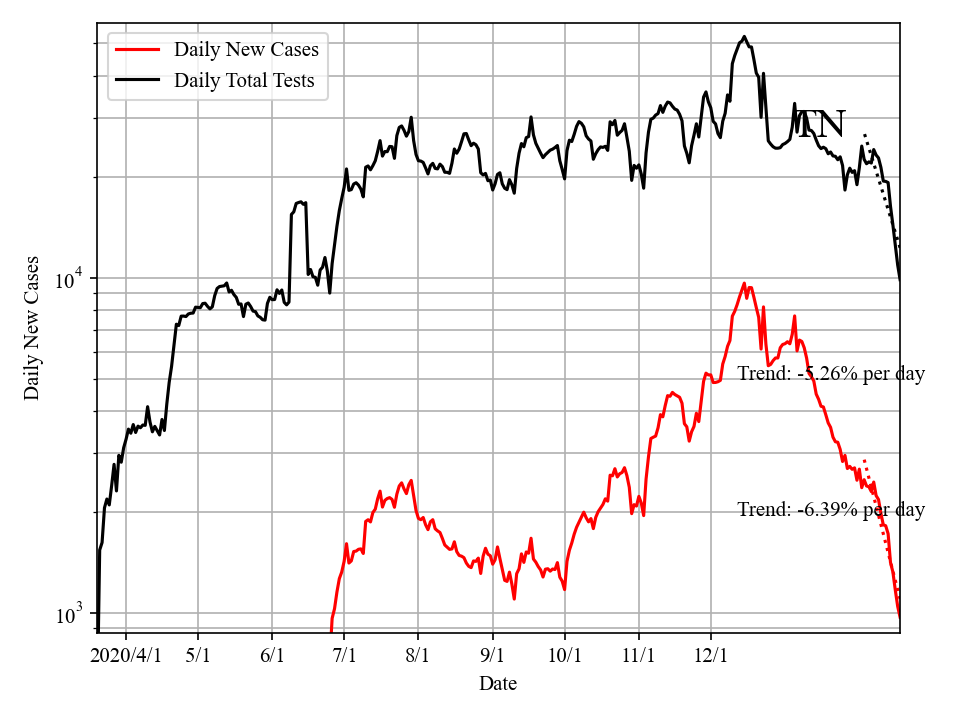 Daily New Cases
Daily Total Tests
TN
Trend: -5.26% per day
Trend: -6.39% per day
Daily New Cases
10^4
10^3
2020/4/1 5/1 6/1 7/1 8/1 9/1 10/1 11/1 12/1
Date